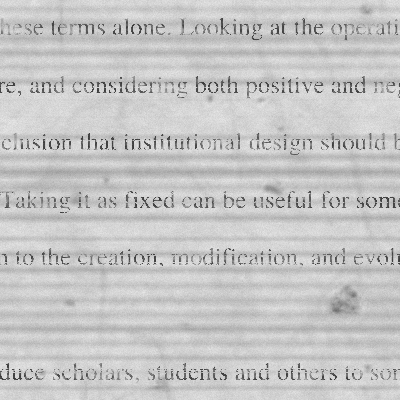 hese terms alone. Looking at the operati
re, and considering both positive and neg
clusion that institutional design should b
Taking it as fixed can be useful for some
n to the creation, modification, and evolu
duce scholars, students and others to som